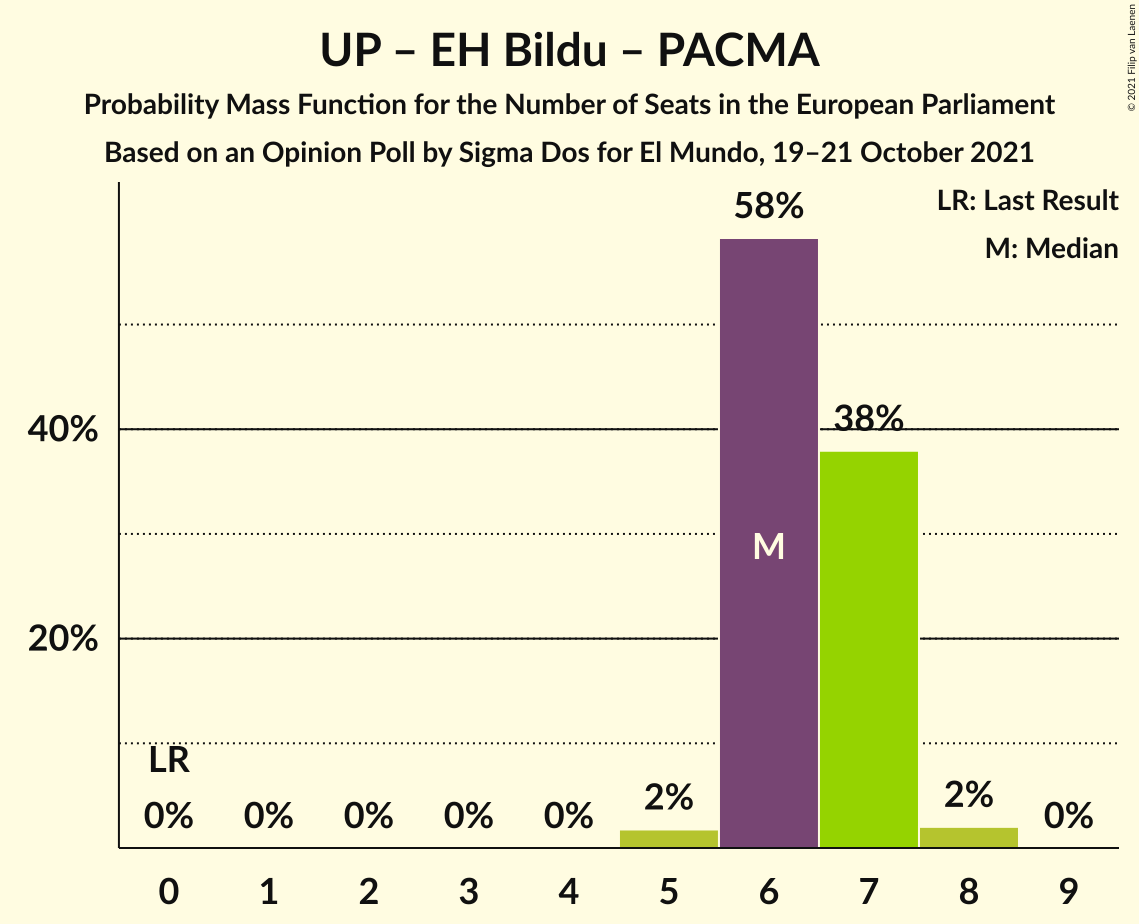 UP – EH Bildu – PACMA
Probability Mass Function for the Number of Seats in the European Parliament
Based on an Opinion Poll by Sigma Dos for El Mundo, 19–21 October 2021
© 2021 Filip van Laenen
LR: Last Result
M: Median
58%
38%
40%
M
20%
LR
0% 0% 0% 0% 0% 2% 2% 0%
0 1 2 3 4 5 6 7 8 9